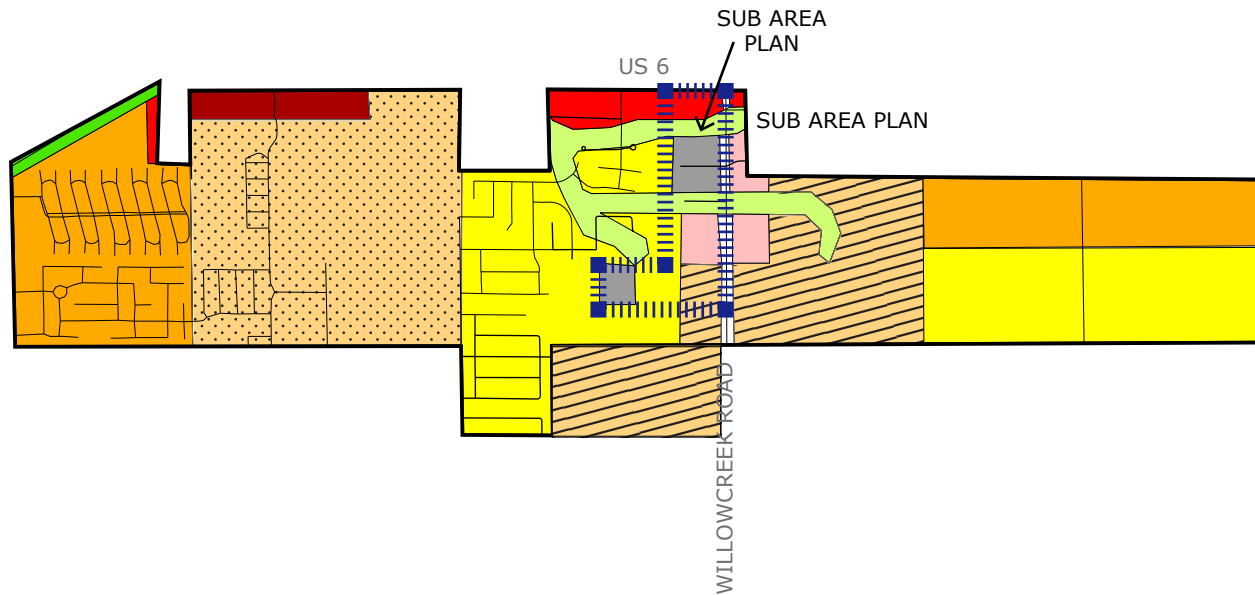 SUB AREA
PLAN
US 6
SUB AREA PLAN
WILLOWCREEK ROAD